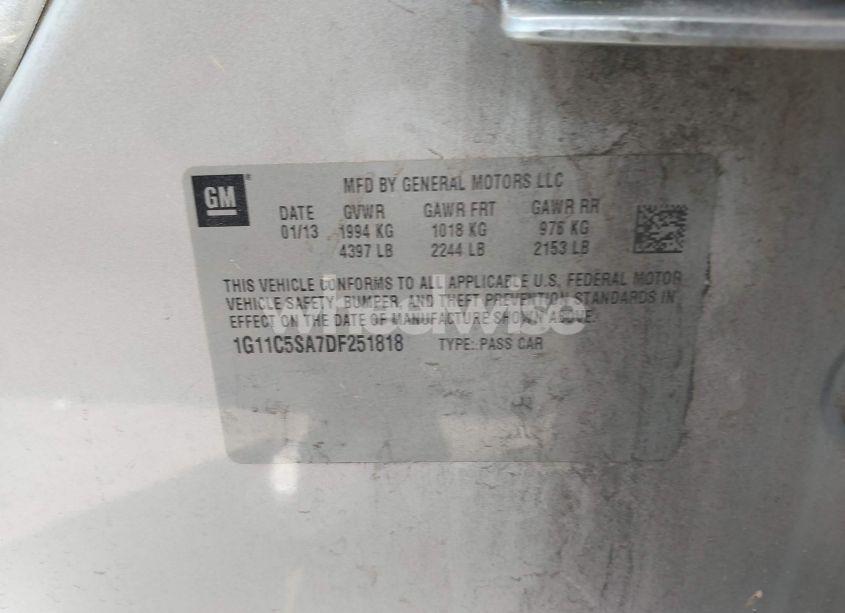 GM ®
MFD BY GENERAL MOTORS LLC
DATE GVWR GAWR FRT GAWR RR
01/13 1994 KG 1018 KG 976 KG
4397 LB 2244 LB 2153 LB
THIS VEHICLE CONFORMS TO ALL APPLICABLE U.S. FEDERAL MOTOR
VEHICLE SAFETY, BUMPER, AND THEFT PREVENTION STANDARDS IN
EFFECT ON THE DATE OF MANUFACTURE SHOWN ABOVE.
1G11C5SA7DF251818 TYPE: PASS CAR